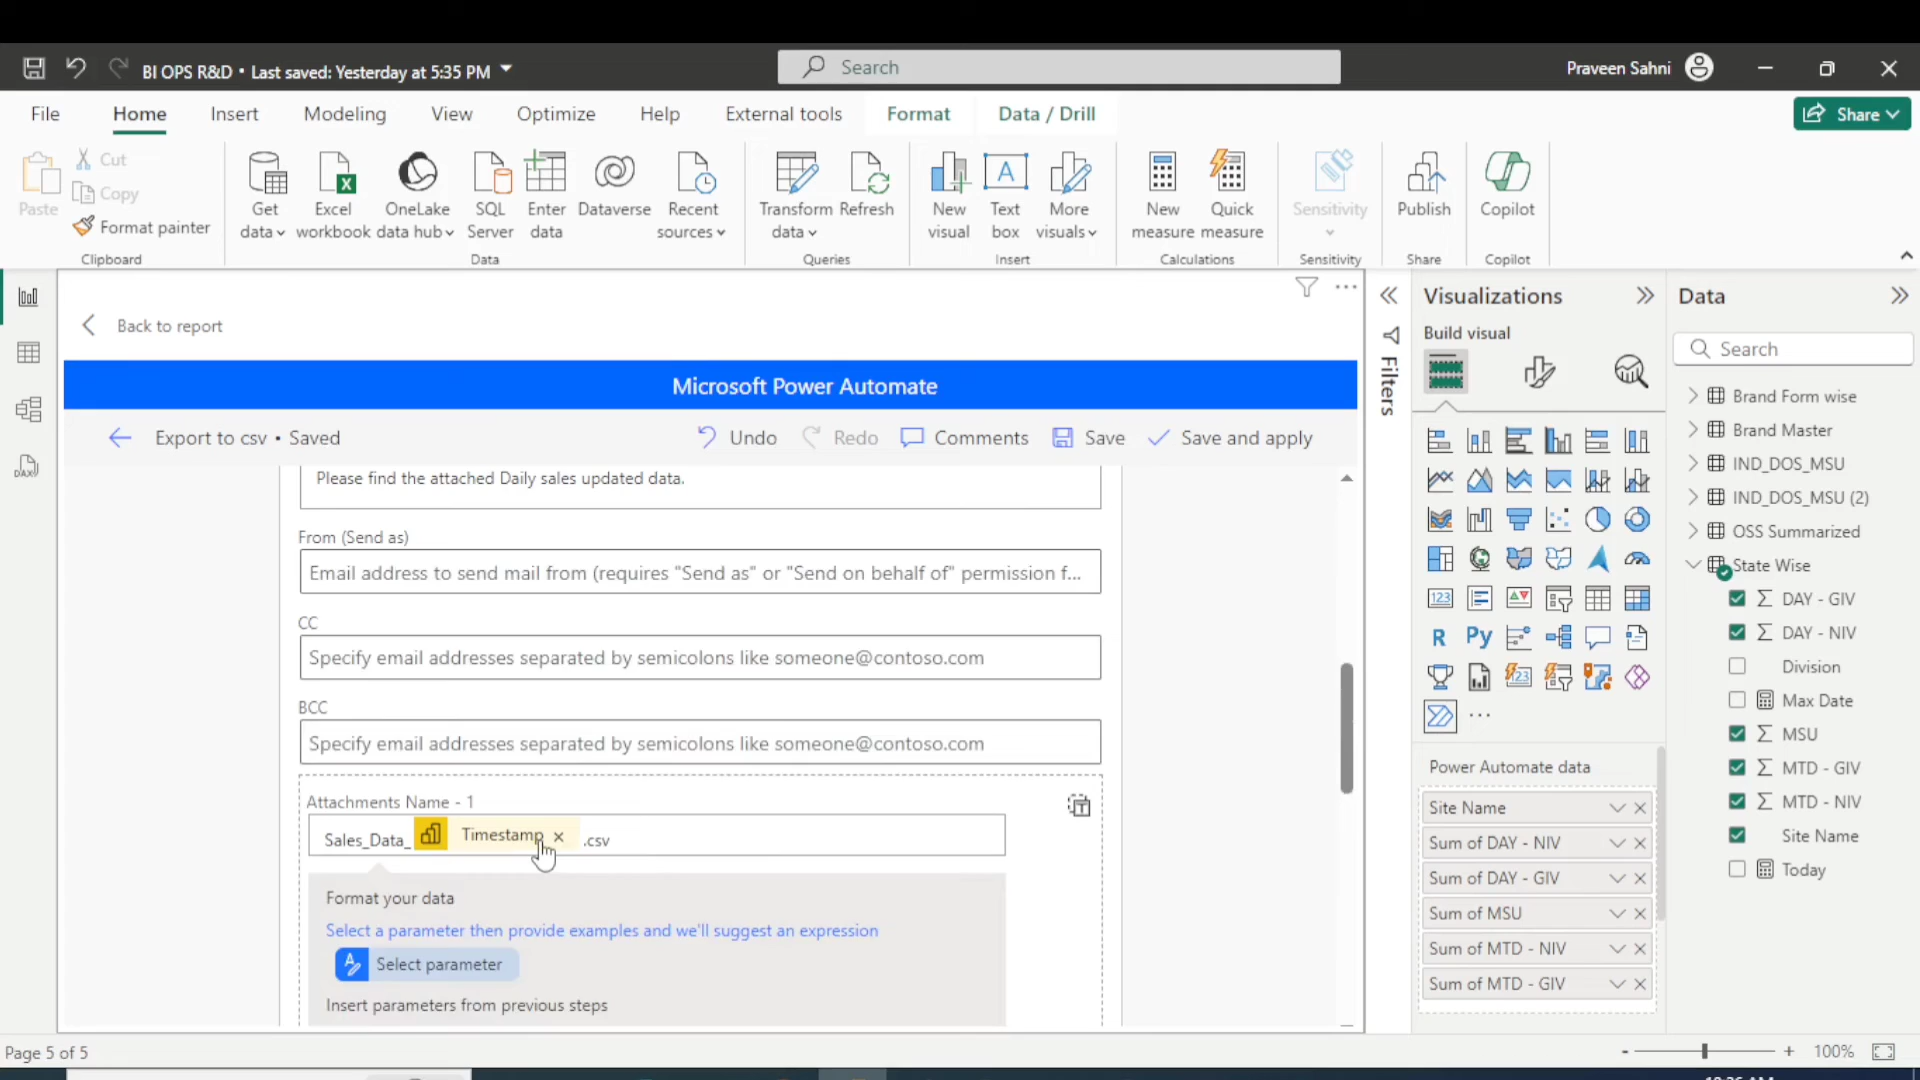 BI OPS R&D • Last saved: Yesterday at 5:35 PM
Search
Praveen Sahni
File
Home
Insert
Modeling
View
Optimize
Help
External tools
Format
Data / Drill
Share
Paste
Cut
Copy
Format painter
Clipboard
Get data
Excel workbook
OneLake data hub
SQL Server
Enter data
Dataverse
Recent sources
Data
Transform data
Refresh
Queries
New visual
Text box
More visuals
Insert
New measure
Quick measure
Calculations
Sensitivity
Sensitivity
Publish
Share
Copilot
Copilot
Back to report
Microsoft Power Automate
Export to csv • Saved
Undo
Redo
Comments
Save
Save and apply
Please find the attached Daily sales updated data.
From (Send as)
Email address to send mail from (requires "Send as" or "Send on behalf of" permission f...
CC
Specify email addresses separated by semicolons like someone@contoso.com
BCC
Specify email addresses separated by semicolons like someone@contoso.com
Attachments Name - 1
Sales_Data_ Timestamp × .csv
Format your data
Select a parameter then provide examples and we'll suggest an expression
Select parameter
Insert parameters from previous steps
Filters
Visualizations
Build visual
123
R
Py
123
Power Automate data
Site Name
Sum of DAY - NIV
Sum of DAY - GIV
Sum of MSU
Sum of MTD - NIV
Sum of MTD - GIV
Data
Search
Brand Form wise
Brand Master
IND_DOS_MSU
IND_DOS_MSU (2)
OSS Summarized
State Wise
DAY - GIV
DAY - NIV
Division
Max Date
MSU
MTD - GIV
MTD - NIV
Site Name
Today
DAX
Page 5 of 5
- + 100%